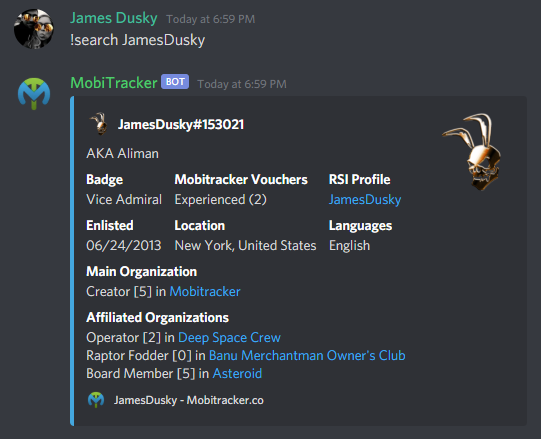 James Dusky Today at 6:59 PM
!search JamesDusky
MobiTracker BOT Today at 6:59 PM
JamesDusky#153021
AKA Aliman
Badge Mobitracker Vouchers RSI Profile
Vice Admiral Experienced (2) JamesDusky
Enlisted Location Languages
06/24/2013 New York, United States English
Main Organization
Creator [5] in Mobitracker
Affiliated Organizations
Operator [2] in Deep Space Crew
Raptor Fodder [0] in Banu Merchantman Owner's Club
Board Member [5] in Asteroid
JamesDusky - Mobitracker.co